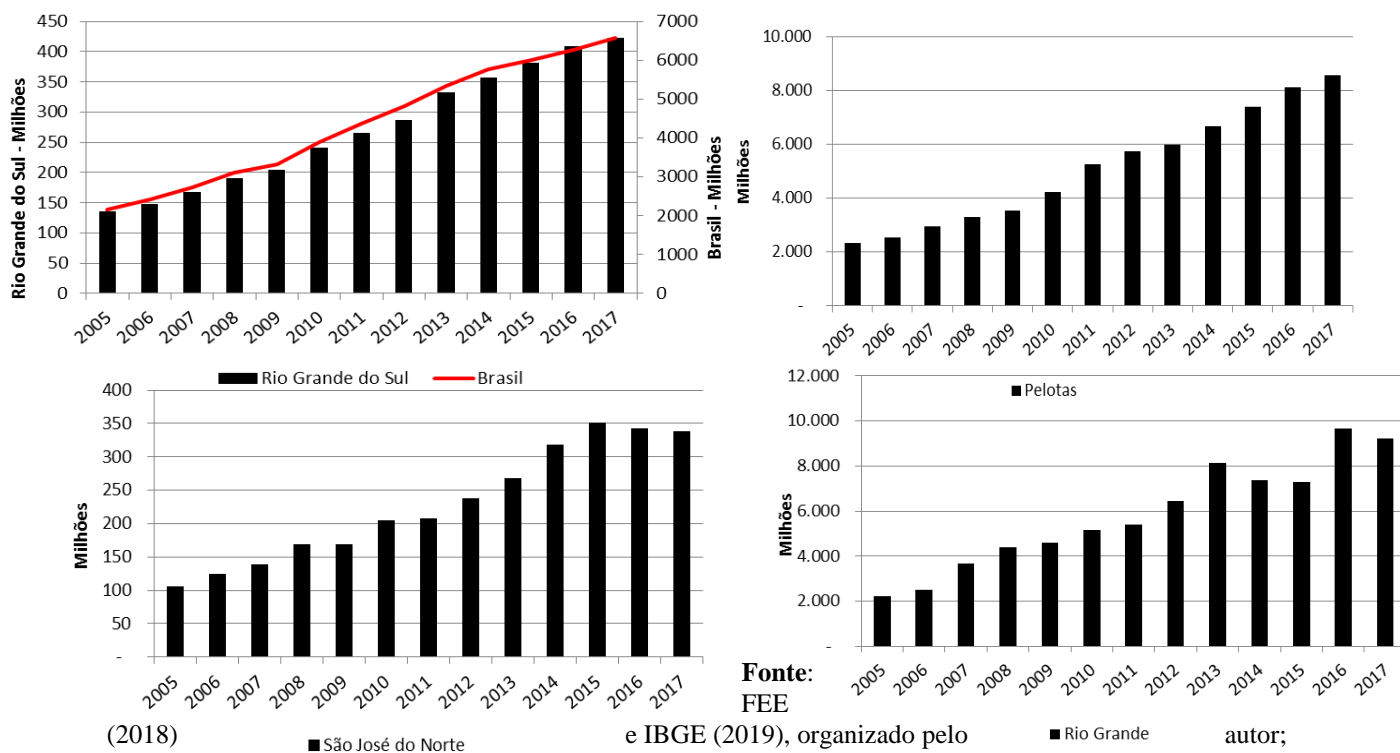 450
400
350
300
250
200
150
100
50
0
Rio Grande do Sul - Milhões
7000
6000
5000
4000
3000
2000
1000
0
Brasil - Milhões
2005 2006 2007 2008 2009 2010 2011 2012 2013 2014 2015 2016 2017
Rio Grande do Sul Brasil
10.000
8.000
6.000
4.000
2.000
-
Milhões
2005 2006 2007 2008 2009 2010 2011 2012 2013 2014 2015 2016 2017
Pelotas
400
350
300
250
200
150
100
50
-
Milhões
2005 2006 2007 2008 2009 2010 2011 2012 2013 2014 2015 2016 2017
São José do Norte
12.000
10.000
8.000
6.000
4.000
2.000
-
Milhões
2005 2006 2007 2008 2009 2010 2011 2012 2013 2014 2015 2016 2017
Rio Grande
Fonte:
FEE
(2018) e IBGE (2019), organizado pelo autor;